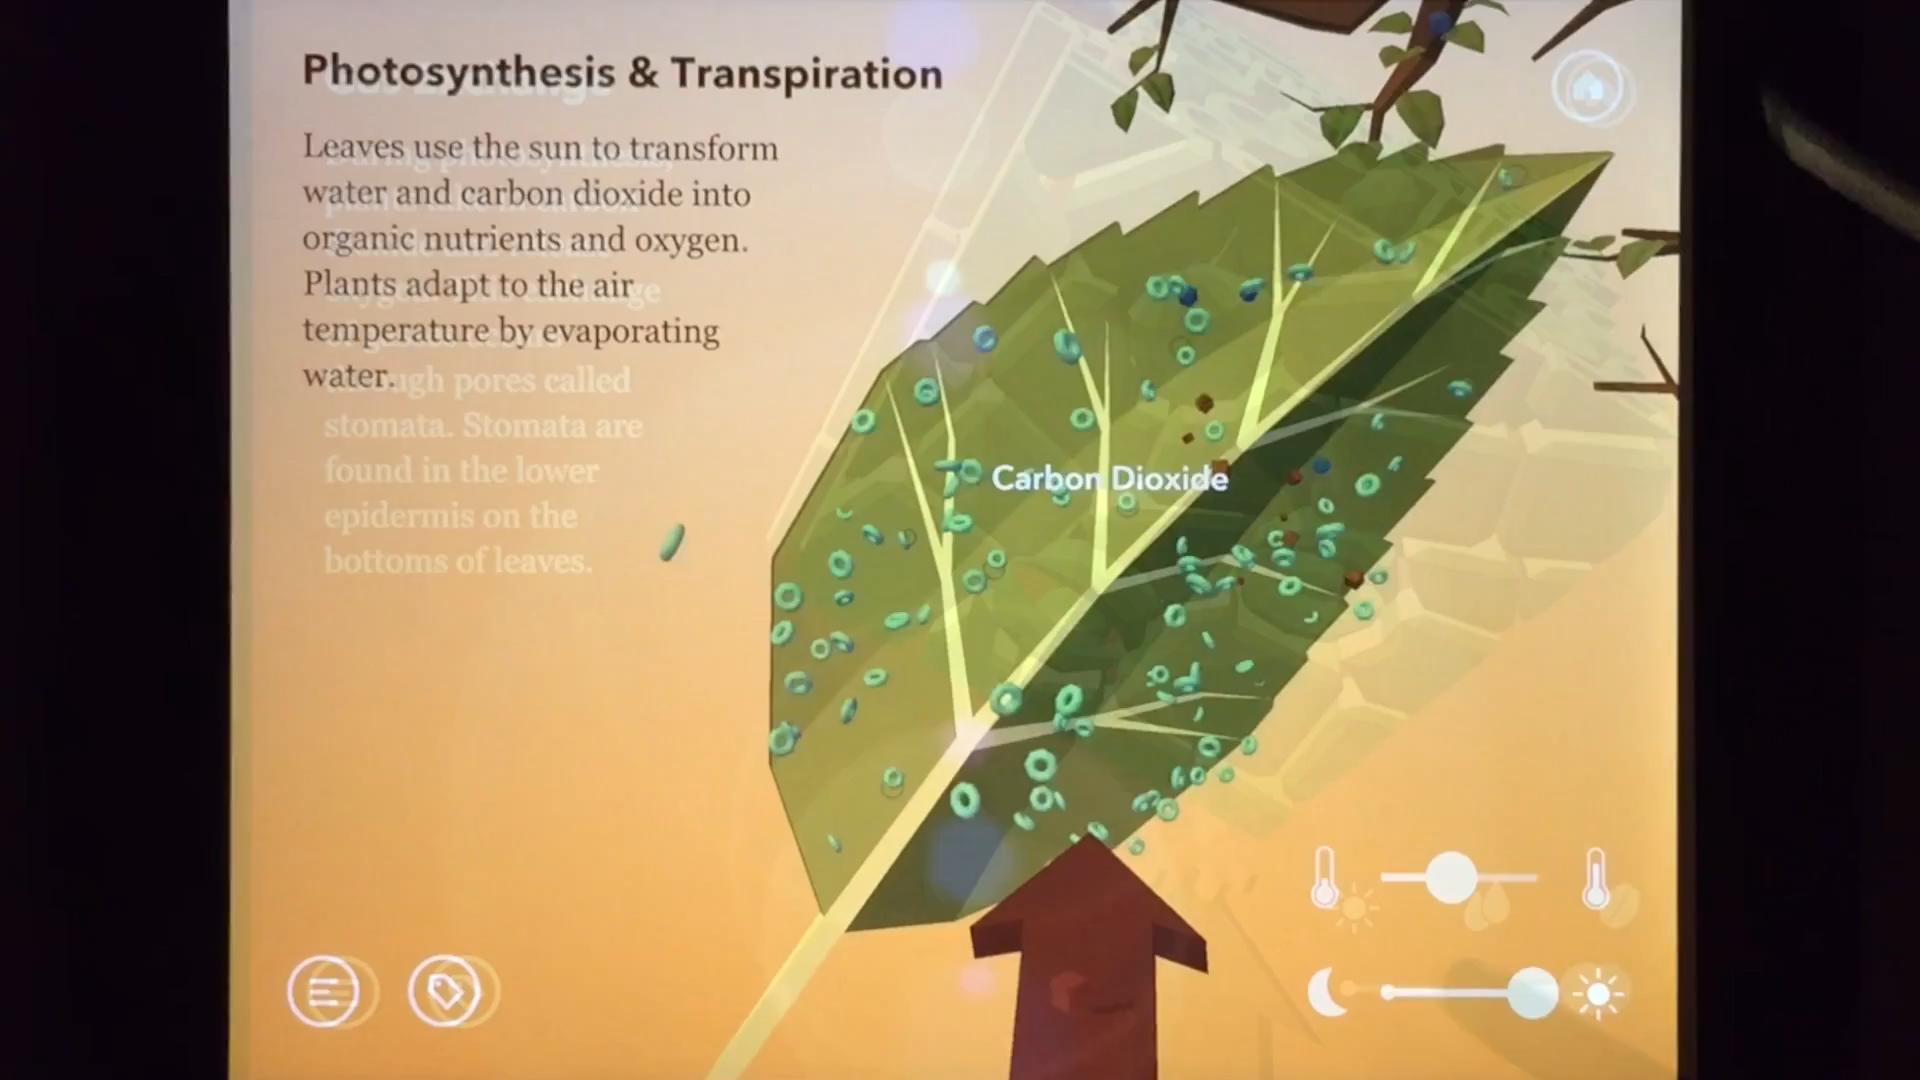 Photosynthesis & Transpiration
Leaves use the sun to transform
water and carbon dioxide into
organic nutrients and oxygen.
Plants adapt to the air
temperature by evaporating
water.
pores called
stomata. Stomata are
found in the lower
epidermis on the
bottoms of leaves.
Carbon Dioxide